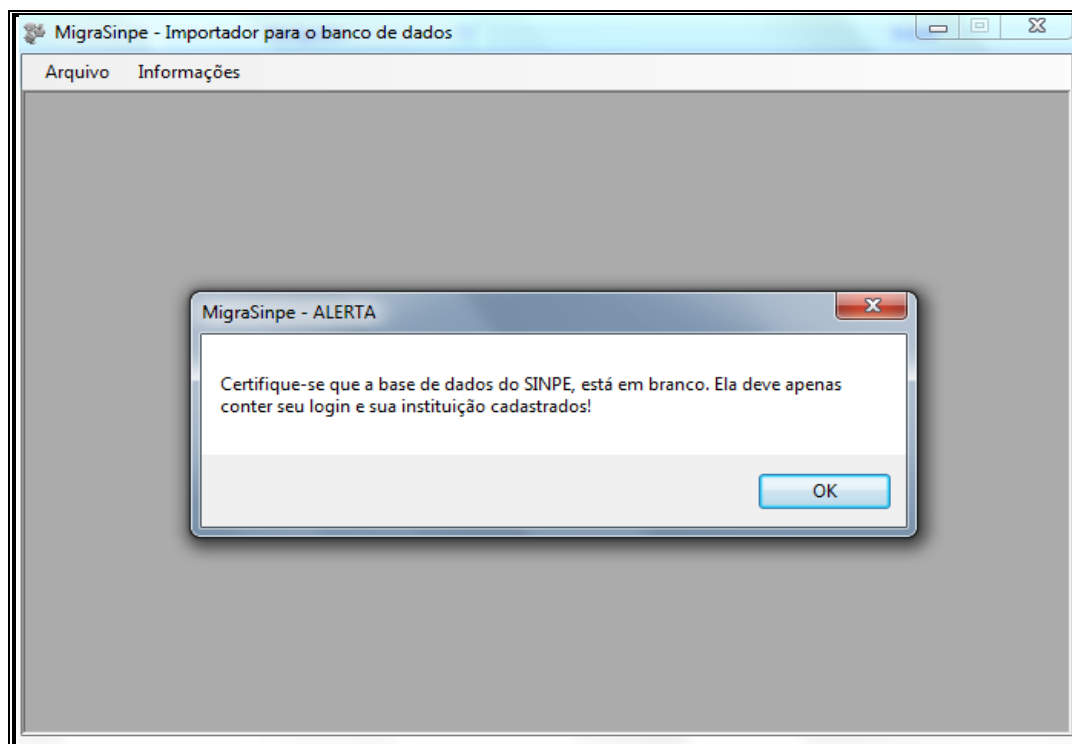 MigraSinpe - Importador para o banco de dados
Arquivo Informações
MigraSinpe - ALERTA
Certifique-se que a base de dados do SINPE, está em branco. Ela deve apenas
conter seu login e sua instituição cadastrados!
OK